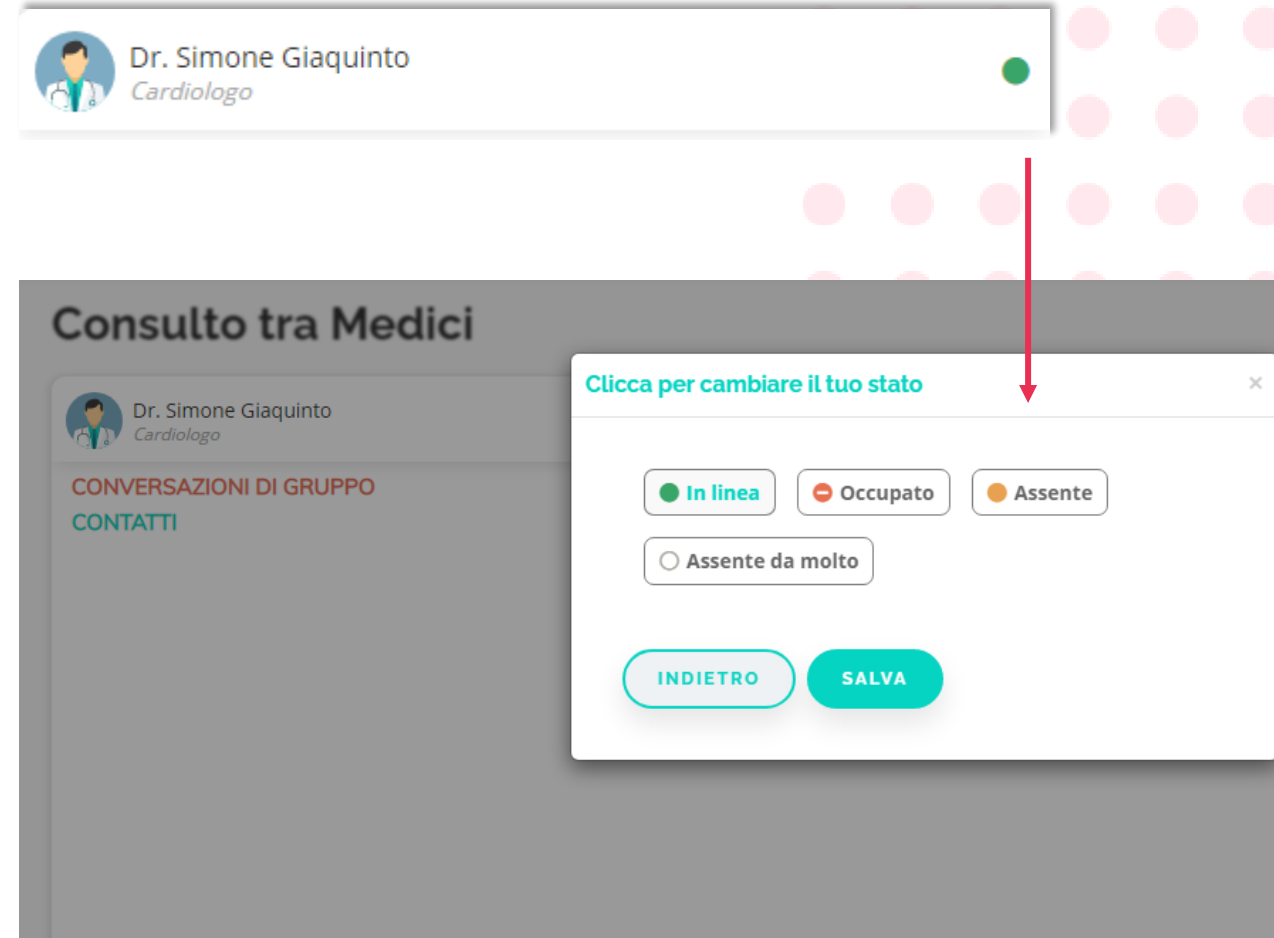 Dr. Simone Giaquinto
Cardiologo
Consulto tra Medici
Dr. Simone Giaquinto
Cardiologo
CONVERSAZIONI DI GRUPPO
CONTATTI
Clicca per cambiare il tuo stato ×
In linea Occupato Assente
Assente da molto
INDIETRO SALVA